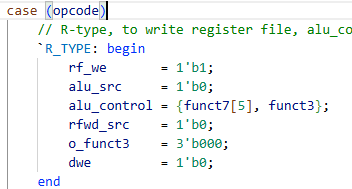 case (opcode)
// R-type, to write register file, alu_co
`R_TYPE: begin
rf_we = 1'b1;
alu_src = 1'b0;
alu_control = {funct7[5], funct3};
rfwd_src = 1'b0;
o_funct3 = 3'b000;
dwe = 1'b0;
end